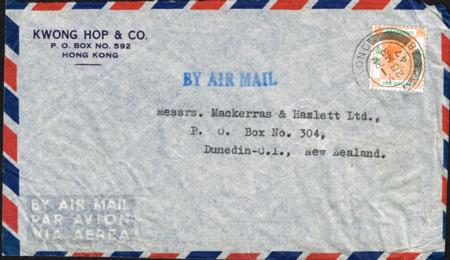 KWONG HOP & CO.
P. O. BOX NO. 592
HONG KONG
BY AIR MAIL
Messrs. Mackerras & Hazlett Ltd.,
P. O. Box No. 304,
Dunedin-C.I., New Zealand.
BY AIR MAIL
PAR AVION
VIA AEREA